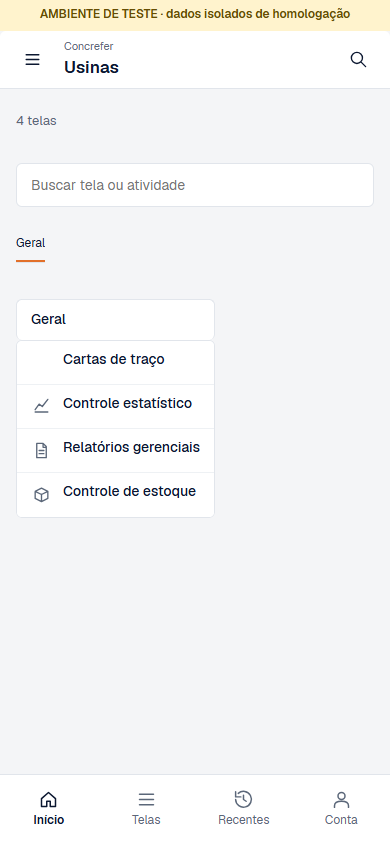 AMBIENTE DE TESTE · dados isolados de homologação
Concrefer
Usinas
4 telas
Buscar tela ou atividade
Geral
Geral
Cartas de traço
Controle estatístico
Relatórios gerenciais
Controle de estoque
Início
Telas
Recentes
Conta